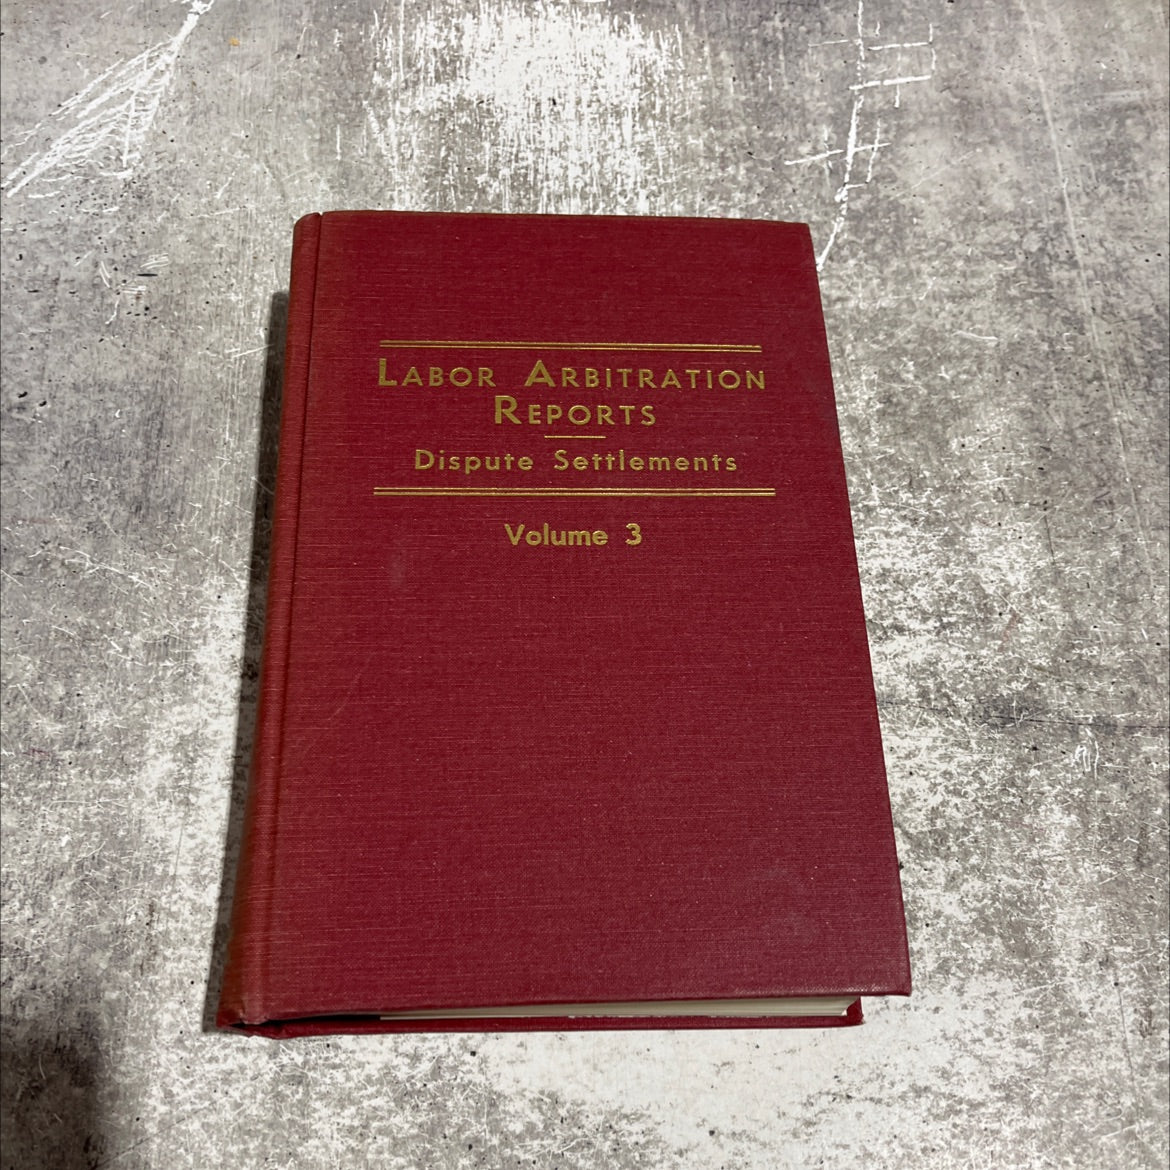 LABOR ARBITRATION
REPORTS
Dispute Settlements
Volume 3